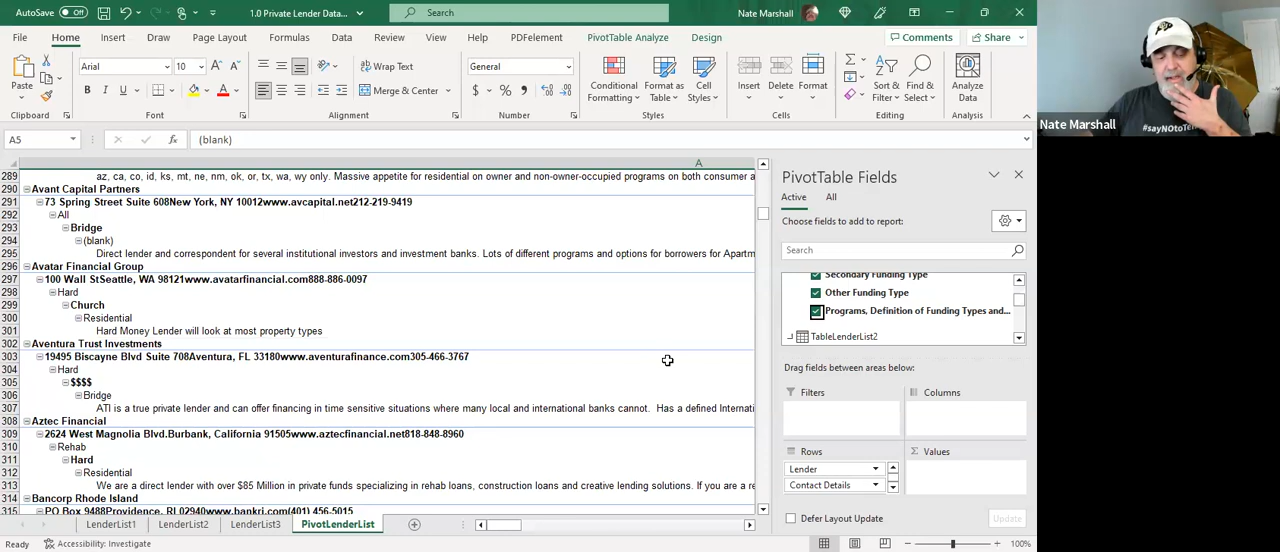 AutoSave Off 1.0 Private Lender Data... Search Nate Marshall
File Home Insert Draw Page Layout Formulas Data Review View Help PDFelement PivotTable Analyze Design Comments Share
Paste Arial 10 Wrap Text General Conditional Formatting Format as Table Cell Styles Insert Delete Format Sort & Filter Find & Select Analyze Data
B I U Merge & Center $ %
Clipboard Font Alignment Number Styles Cells Editing Analysis
A5 fx (blank)
A
289 az, ca, co, id, ks, mt, ne, nm, ok, or, tx, wa, wy only. Massive appetite for residential on owner and non-owner-occupied programs on both consumer a
290 Avant Capital Partners
291 73 Spring Street Suite 608New York, NY 10012www.avcapital.net212-219-9419
292 All
293 Bridge
294 (blank)
295 Direct lender and correspondent for several institutional investors and investment banks. Lots of different programs and options for borrowers for Apartm
296 Avatar Financial Group
297 100 Wall StSeattle, WA 98121www.avatarfinancial.com888-886-0097
298 Hard
299 Church
300 Residential
301 Hard Money Lender will look at most property types
302 Aventura Trust Investments
303 19495 Biscayne Blvd Suite 708Aventura, FL 33180www.aventurafinance.com305-466-3767
304 Hard
305 $$$$
306 Bridge
307 ATI is a true private lender and can offer financing in time sensitive situations where many local and international banks cannot. Has a defined Internati
308 Aztec Financial
309 2624 West Magnolia Blvd.Burbank, California 91505www.aztecfinancial.net818-848-8960
310 Rehab
311 Hard
312 Residential
313 We are a direct lender with over $85 Million in private funds specializing in rehab loans, construction loans and creative lending solutions. If you are a re
314 Bancorp Rhode Island
315 PO Box 9488Providence, RI 02940www.bankri.com(401) 456-5015
LenderList1 LenderList2 LenderList3 PivotLenderList
Ready Accessibility: Investigate 100%
PivotTable Fields
Active All
Choose fields to add to report:
Search
Secondary Funding Type
Other Funding Type
Programs, Definition of Funding Types and...
TableLenderList2
Drag fields between areas below:
Filters Columns
Rows Values
Lender
Contact Details
Defer Layout Update Update
Nate Marshall
#sayNOtoTe